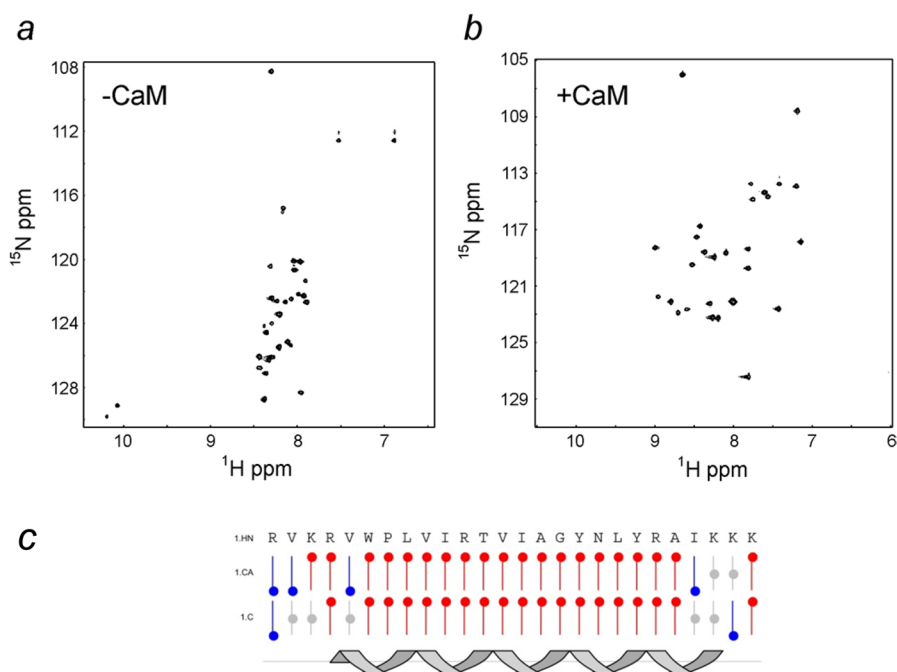 a
b
-CaM
108
112
116
120
124
128
10 9 8 7
¹⁵N ppm
¹H ppm
+CaM
105
109
113
117
121
125
129
10 9 8 7 6
¹⁵N ppm
¹H ppm
c
1.HN R V K R V W P L V I R T V I A G Y N L Y R A I K K K
1.CA
1.C